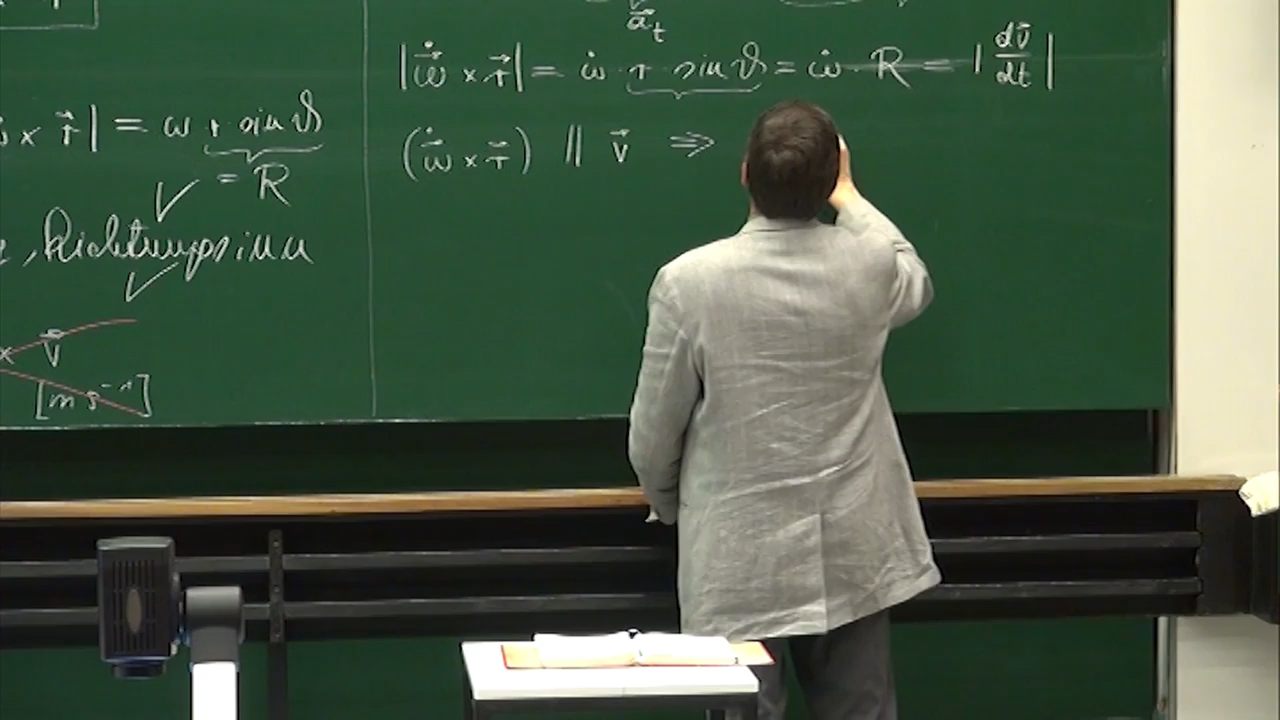 × r⃗| = ω r sin ϑ
= R
, Richtungssinn
v⃗
[m s⁻¹]
a⃗ₜ
|ω⃗̇ × r⃗| = ω̇ · r sin ϑ = ω̇ · R = |dv⃗/dt|
(ω⃗̇ × r⃗) ∥ v⃗ ⇒